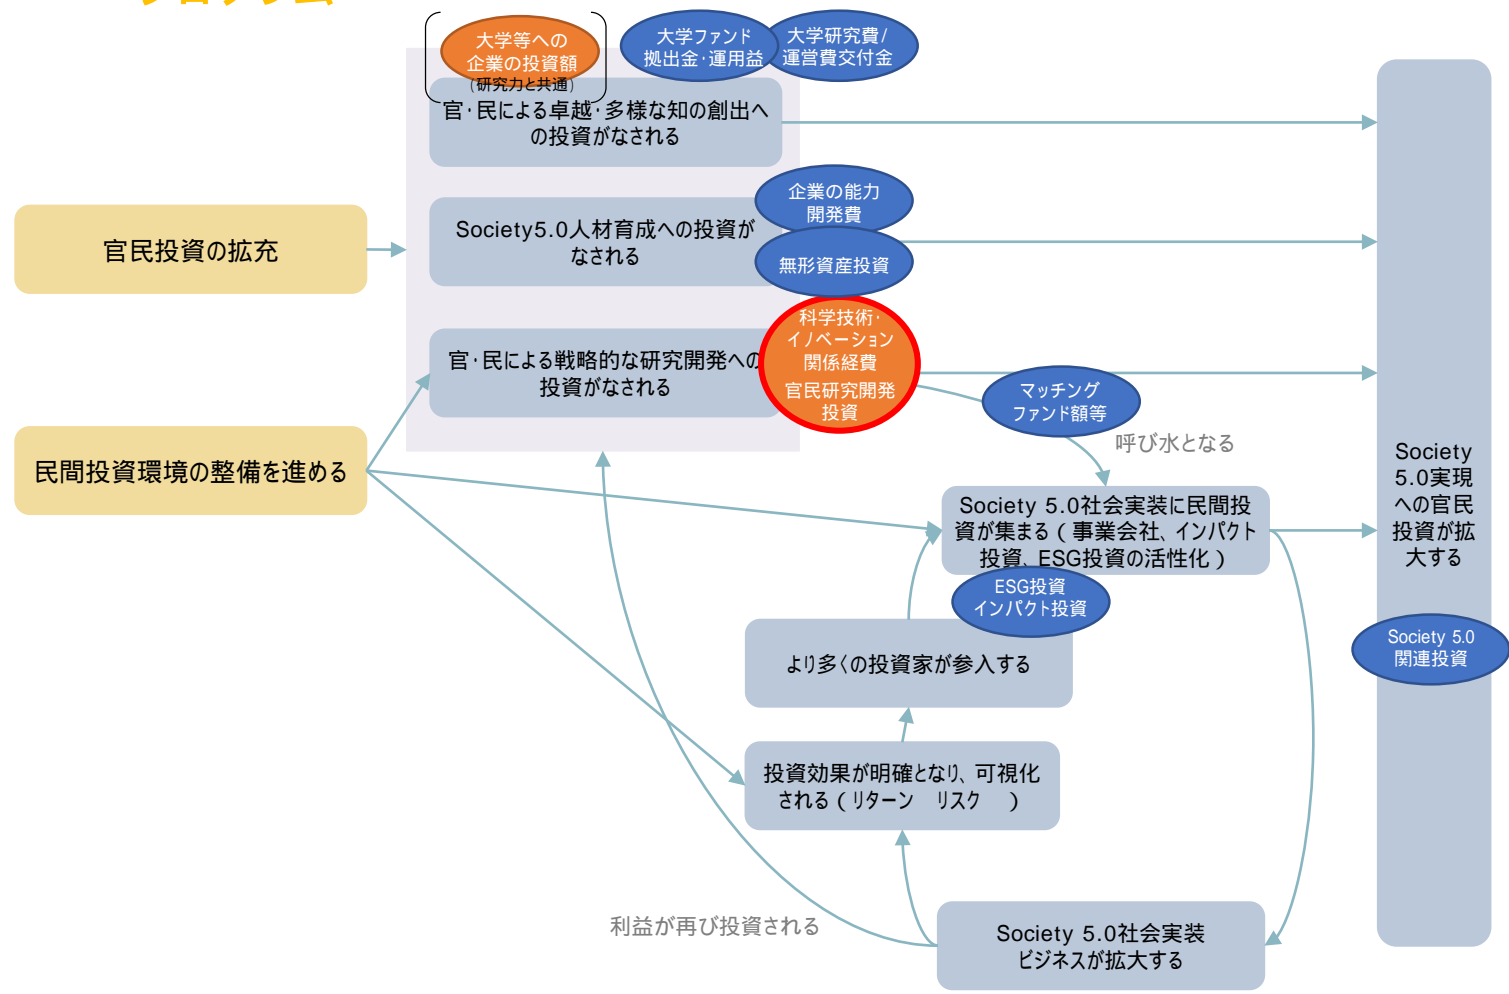 プログラム
大学等への
企業の投資額
(研究力と共通)
大学ファンド
拠出金・運用益
大学研究費/
運営費交付金
官・民による卓越・多様な知の創出へ
の投資がなされる
企業の能力
開発費
Society5.0人材育成への投資が
なされる
無形資産投資
官民投資の拡充
科学技術・
イノベーション
関係経費
官民研究開発
投資
官・民による戦略的な研究開発への
投資がなされる
マッチング
ファンド額等
呼び水となる
民間投資環境の整備を進める
Society 5.0社会実装に民間投
資が集まる(事業会社、インパクト
投資、ESG投資の活性化)
ESG投資
インパクト投資
Society
5.0実現
への官民
投資が拡
大する
Society 5.0
関連投資
より多くの投資家が参入する
投資効果が明確となり、可視化
される(リターン　リスク　)
利益が再び投資される
Society 5.0社会実装
ビジネスが拡大する